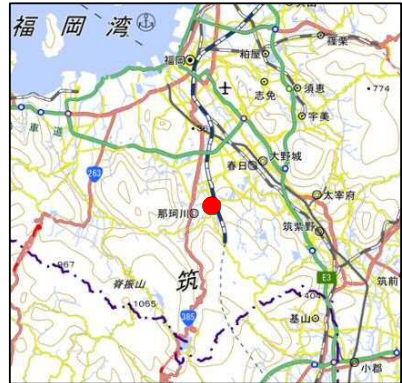 福岡湾
篠栗
粕屋
福岡
志免
須恵
・774
宇美
車道
大野城
春日
263
太宰府
那珂川
筑紫野
・967
筑
E3
筑前
脊振山
・1055
・404
385
基山
小郡